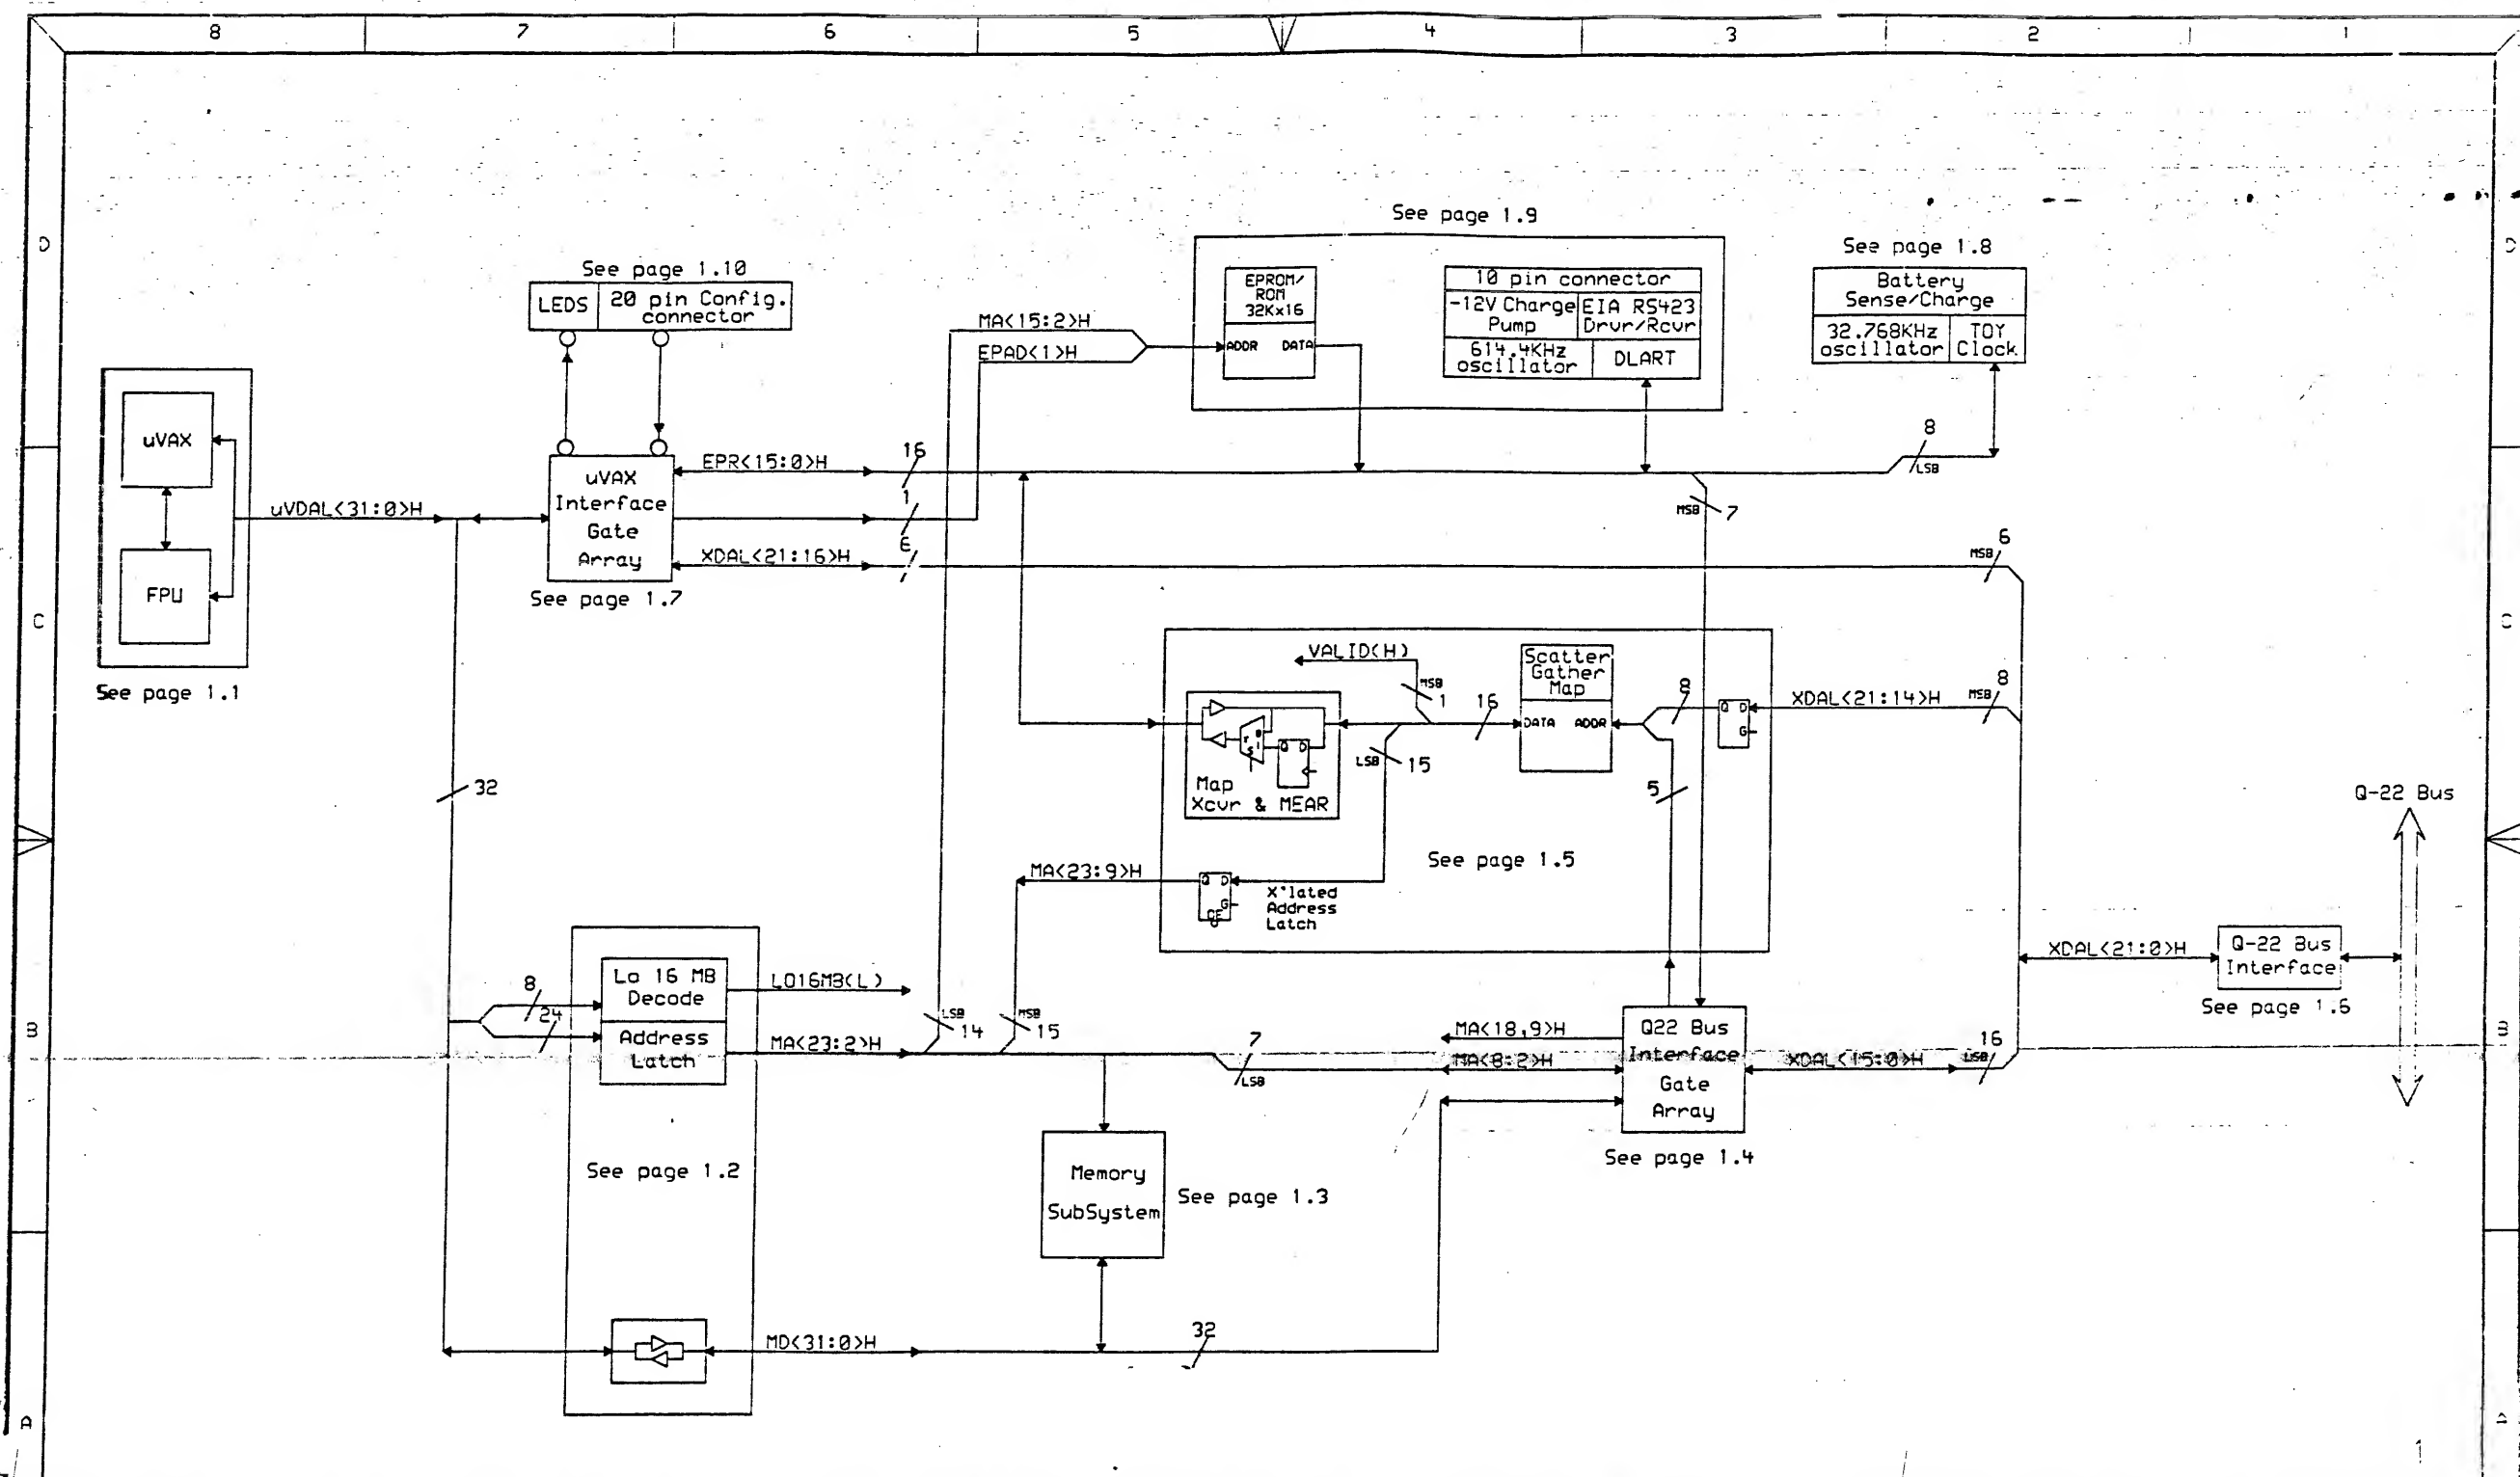 8 7 6 5 4 3 2 1
D
See page 1.9
D
See page 1.8
See page 1.10
LEDS
20 pin Config.
connector
EPROM/
ROM
32Kx16
ADDR DATA
10 pin connector
-12V Charge
Pump
EIA RS423
Drvr/Rcvr
614.4KHz
oscillator
DLART
Battery
Sense/Charge
32.768KHz
oscillator
TOY
Clock
MA<15:2>H
EPAD<1>H
uVAX
FPU
See page 1.1
uVDAL<31:0>H
uVAX
Interface
Gate
Array
See page 1.7
EPR<15:0>H
16
1
XDAL<21:16>H
6
8
LSB
MSB
7
MSB
6
C
C
VALID(H)
MSB
1
16
LSB
15
Scatter
Gather
Map
DATA ADDR
8
Q D
G
XDAL<21:14>H
MSB
8
Map
Xcvr & MEAR
Q D
5
See page 1.5
MA<23:9>H
Q D
G
OE
X'lated
Address
Latch
32
Q-22 Bus
Lo 16 MB
Decode
Address
Latch
8
24
LO16MB(L)
MA<23:2>H
LSB
14
MSB
15
7
LSB
MA(18,9)H
MA<8:2>H
Q22 Bus
Interface
Gate
Array
See page 1.4
XDAL<15:0>H
LSB
16
XDAL<21:0>H
Q-22 Bus
Interface
See page 1.6
B
B
See page 1.2
Memory
SubSystem
See page 1.3
MD<31:0>H
32
A
1